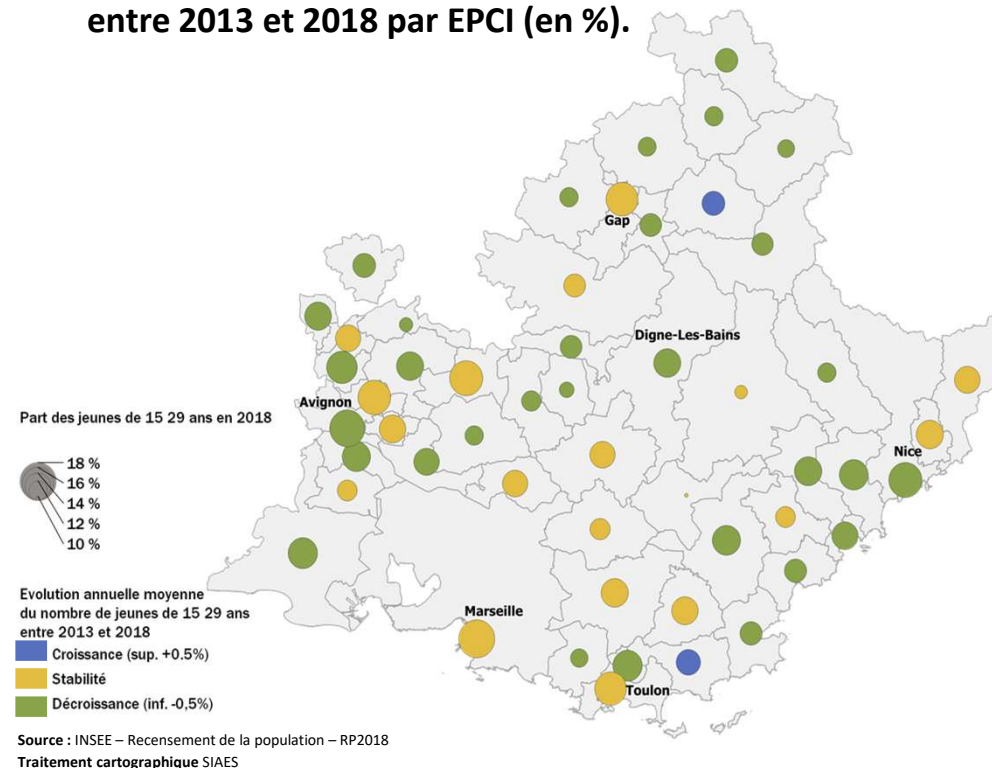 entre 2013 et 2018 par EPCI (en %).
Gap
Digne-Les-Bains
Avignon
Part des jeunes de 15 29 ans en 2018
18 %
16 %
14 %
12 %
10 %
Nice
Evolution annuelle moyenne
du nombre de jeunes de 15 29 ans
entre 2013 et 2018
Croissance (sup. +0.5%)
Stabilité
Décroissance (inf. -0,5%)
Marseille
Toulon
Source : INSEE – Recensement de la population – RP2018
Traitement cartographique SIAES